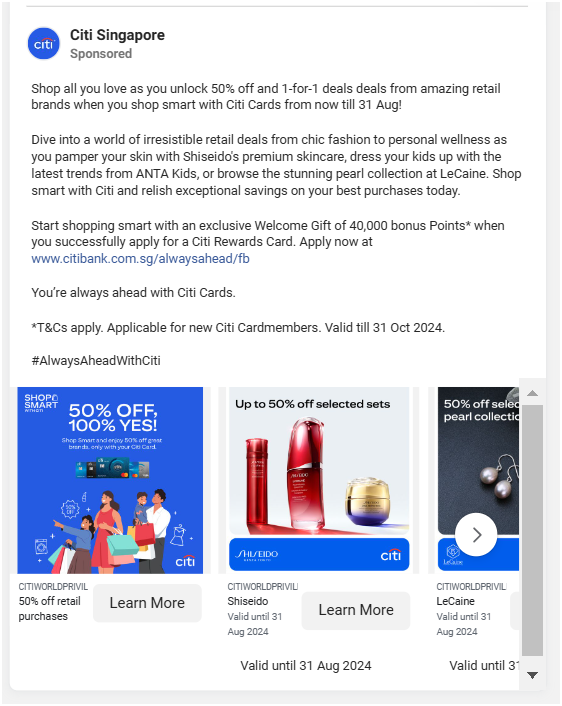 Citi Singapore
Sponsored
Shop all you love as you unlock 50% off and 1-for-1 deals deals from amazing retail
brands when you shop smart with Citi Cards from now till 31 Aug!
Dive into a world of irresistible retail deals from chic fashion to personal wellness as
you pamper your skin with Shiseido's premium skincare, dress your kids up with the
latest trends from ANTA Kids, or browse the stunning pearl collection at LeCaine. Shop
smart with Citi and relish exceptional savings on your best purchases today.
Start shopping smart with an exclusive Welcome Gift of 40,000 bonus Points* when
you successfully apply for a Citi Rewards Card. Apply now at
www.citibank.com.sg/alwaysahead/fb
You’re always ahead with Citi Cards.
*T&Cs apply. Applicable for new Citi Cardmembers. Valid till 31 Oct 2024.
#AlwaysAheadWithCiti
SHOP
SMART
WITH CITI
50% OFF,
100% YES!
Shop Smart and enjoy 50% off great
brands, only with your Citi Card.
50%
OFF
citi
Up to 50% off selected sets
SHISEIDO
GINZA TOKYO
citi
50% off selec
pearl collectic
LeCaine
CITIWORLDPRIVIL
50% off retail
purchases
Learn More
CITIWORLDPRIVIL
Shiseido
Valid until 31
Aug 2024
Learn More
CITIWORLDPRIVIL
LeCaine
Valid until 31
Aug 2024
Valid until 31 Aug 2024
Valid until 31